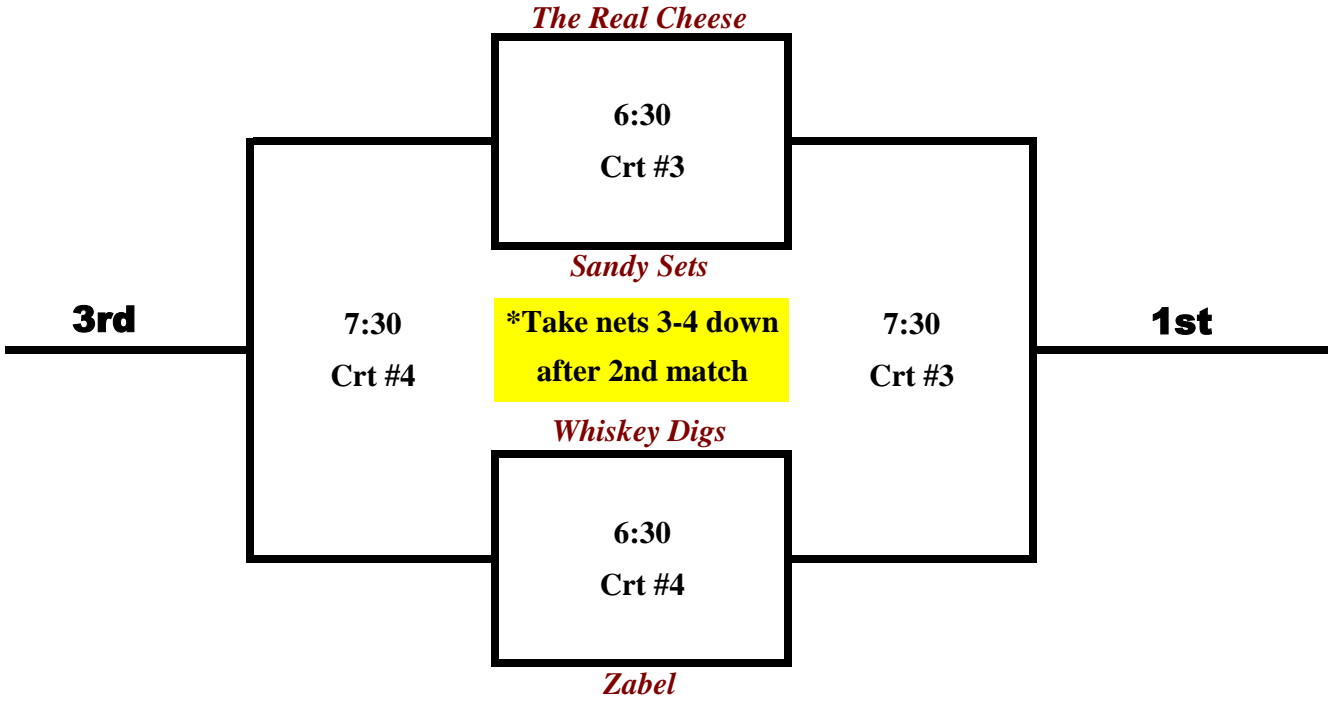 The Real Cheese
6:30
Crt #3
Sandy Sets
3rd
7:30
Crt #4
*Take nets 3-4 down
after 2nd match
7:30
Crt #3
1st
Whiskey Digs
6:30
Crt #4
Zabel